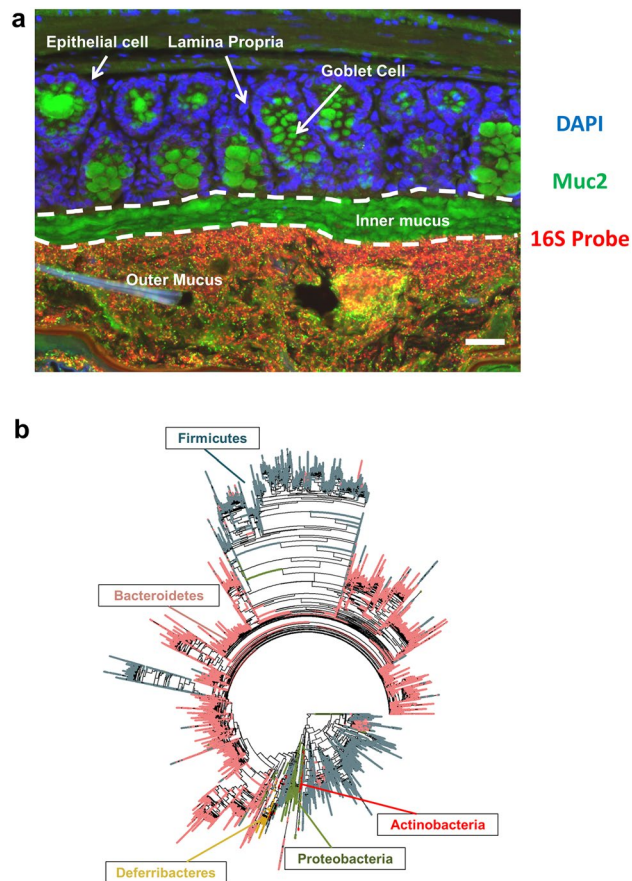 a
Epithelial cell
Lamina Propria
Goblet Cell
DAPI
Muc2
Inner mucus
16S Probe
Outer Mucus
b
Firmicutes
Bacteroidetes
Actinobacteria
Proteobacteria
Deferribacteres